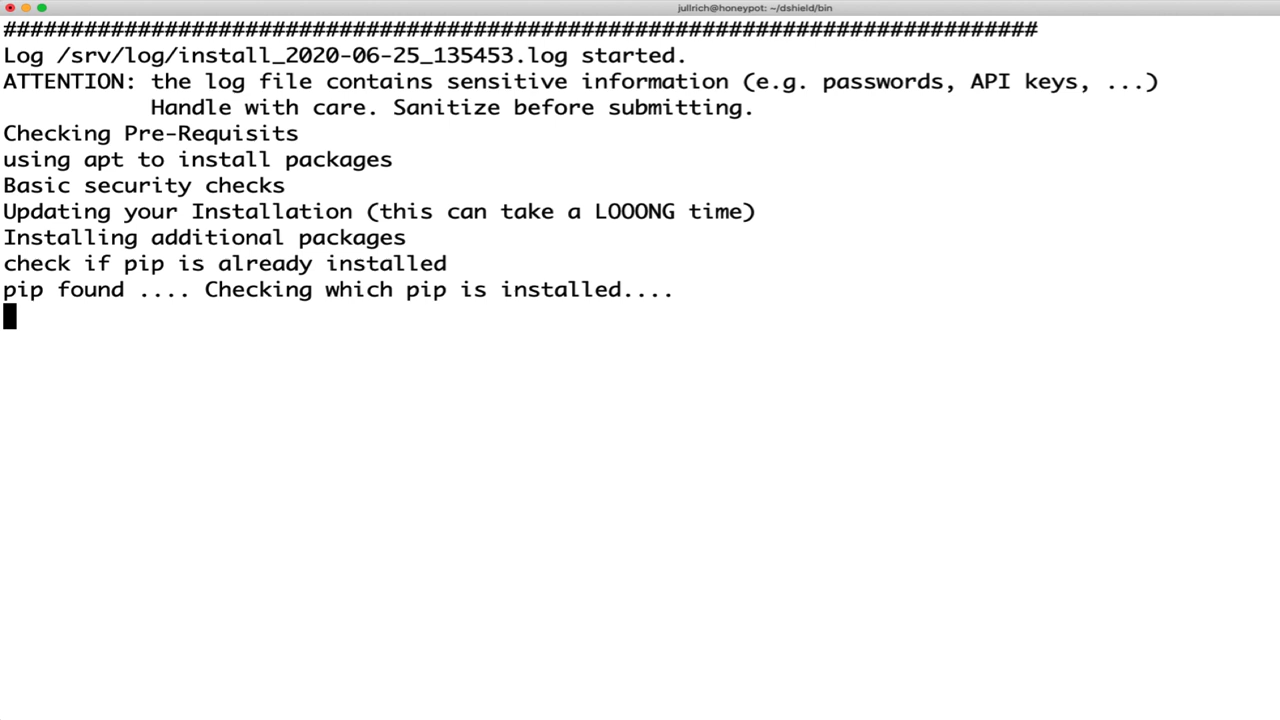 jullrich@honeypot: ~/dshield/bin
#############################################################################
Log /srv/log/install_2020-06-25_135453.log started.
ATTENTION: the log file contains sensitive information (e.g. passwords, API keys, ...)
Handle with care. Sanitize before submitting.
Checking Pre-Requisits
using apt to install packages
Basic security checks
Updating your Installation (this can take a LOOONG time)
Installing additional packages
check if pip is already installed
pip found .... Checking which pip is installed....